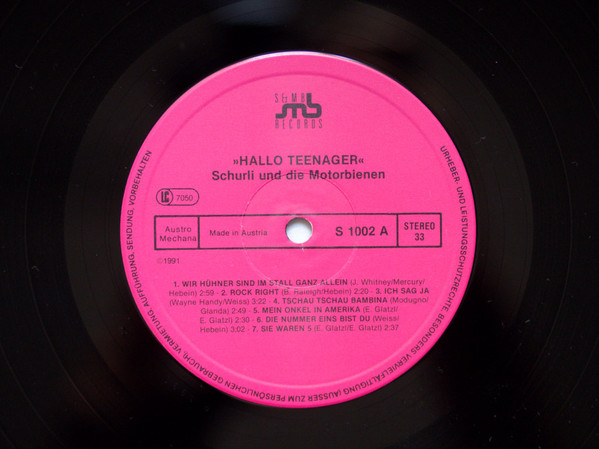 S&MB
smb
RECORDS
»HALLO TEENAGER«
Schurli und die Motorbienen
LC 7050
Austro
Mechana
Made in Austria
S 1002 A
STEREO
33
℗1991
1. WIR HÜHNER SIND IM STALL GANZ ALLEIN (J. Whitney/Mercury/
Hebein) 2:59 - 2. ROCK RIGHT (B. Raleigh/Hebein) 2:20 - 3. ICH SAG JA
(Wayne Handy/Weiss) 3:22 - 4. TSCHAU TSCHAU BAMBINA (Modugno/
Glanda) 2:49 - 5. MEIN ONKEL IN AMERIKA (E. Glatzl/
E. Glatzl) 2:30 - 6. DIE NUMMER EINS BIST DU (Weiss/
Hebein) 3:02 - 7. SIE WAREN 5 (E. Glatzl/E. Glatzl) 2:37
URHEBER- UND LEISTUNGSSCHUTZRECHTE, BESONDERS VERVIELFÄLTIGUNG (AUSSER ZUM PERSÖNLICHEN GEBRAUCH), VERMIETUNG, AUFFÜHRUNG, SENDUNG, VORBEHALTEN